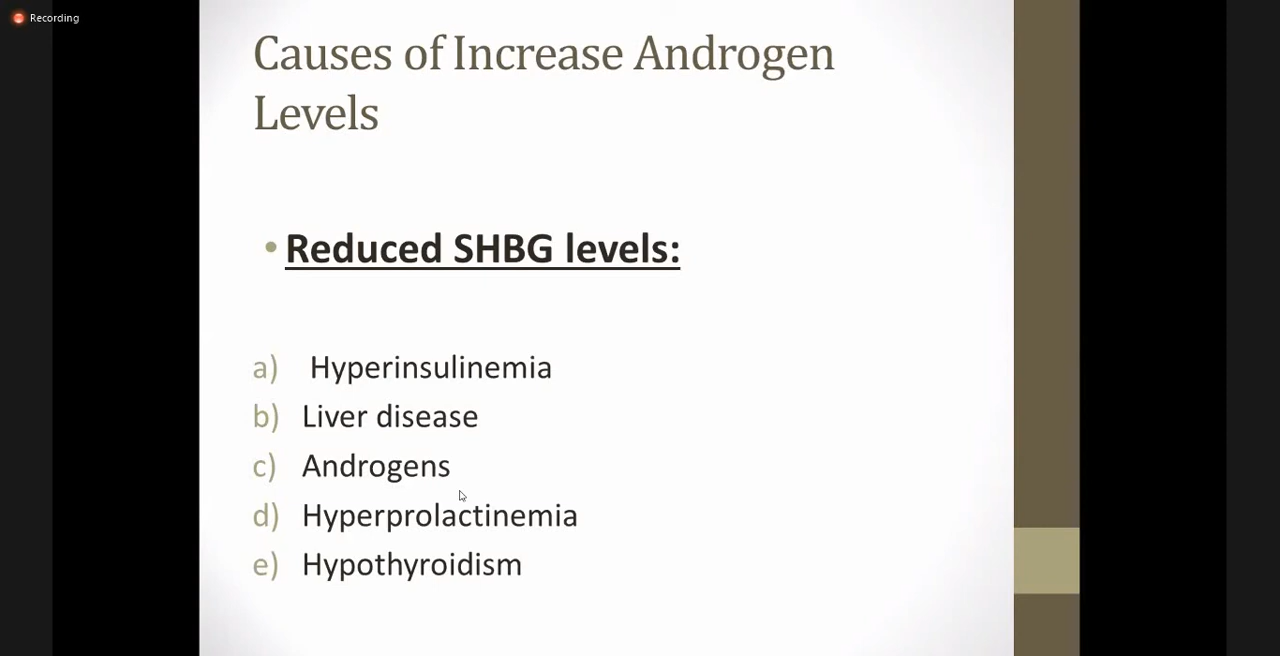 Recording
Causes of Increase Androgen
Levels
• Reduced SHBG levels:
a) Hyperinsulinemia
b) Liver disease
c) Androgens
d) Hyperprolactinemia
e) Hypothyroidism